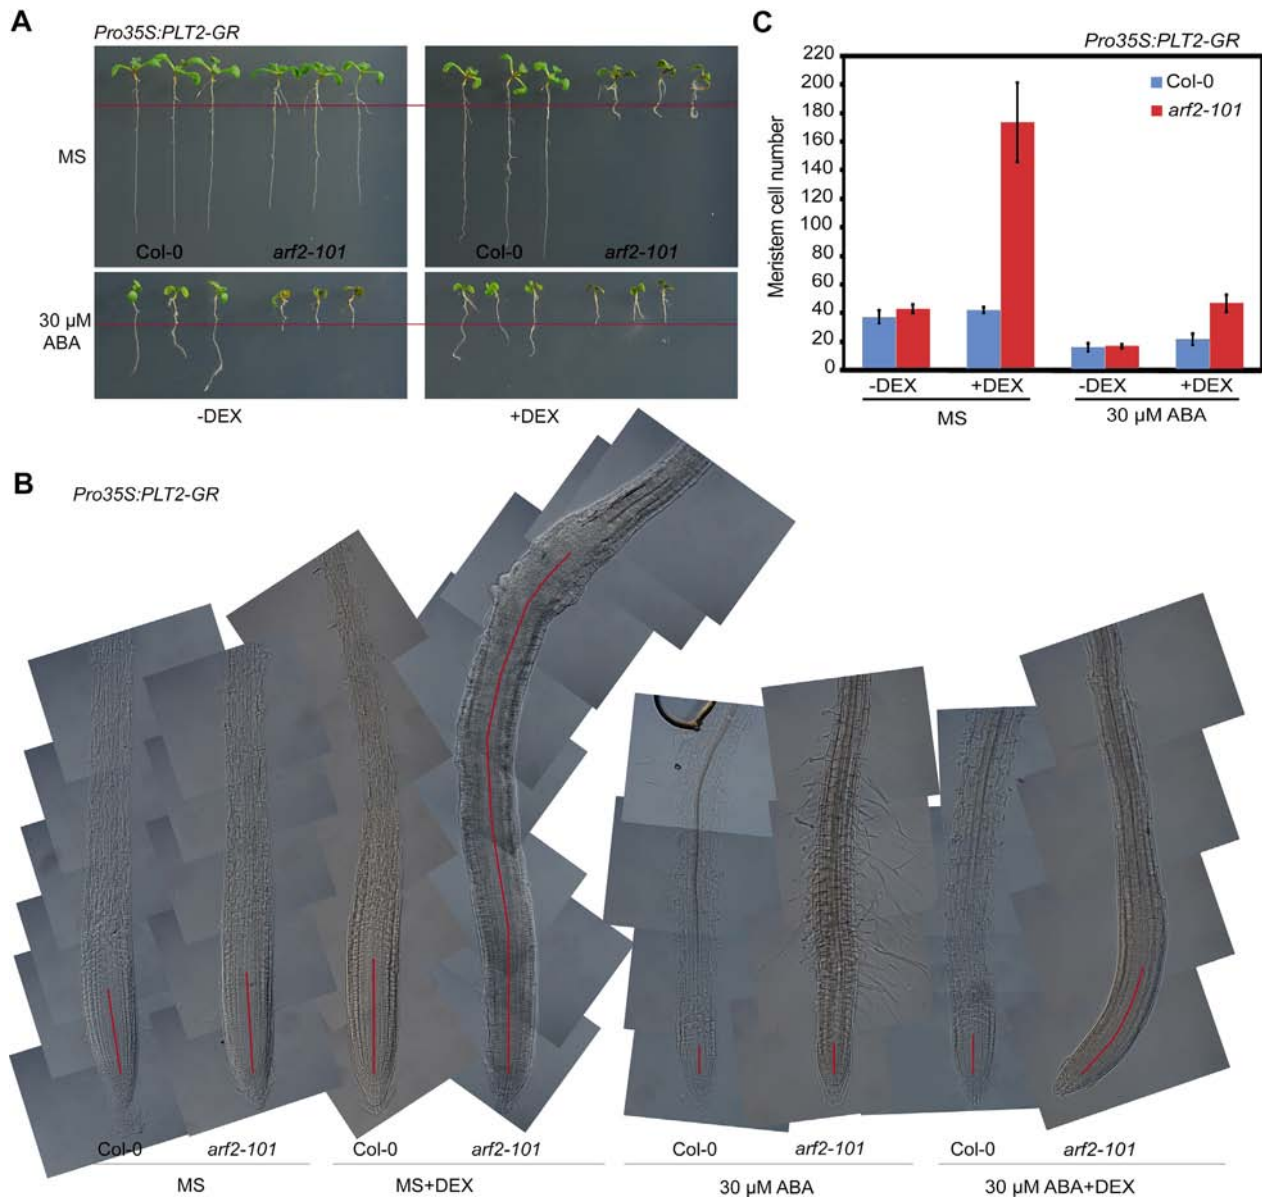 A
Pro35S:PLT2-GR
MS
Col-0
arf2-101
Col-0
arf2-101
30 µM
ABA
-DEX
+DEX
C
Pro35S:PLT2-GR
Col-0
arf2-101
Meristem cell number
220
200
180
160
140
120
100
80
60
40
20
0
-DEX
+DEX
-DEX
+DEX
MS
30 µM ABA
B
Pro35S:PLT2-GR
Col-0
arf2-101
Col-0
arf2-101
Col-0
arf2-101
Col-0
arf2-101
MS
MS+DEX
30 µM ABA
30 µM ABA+DEX